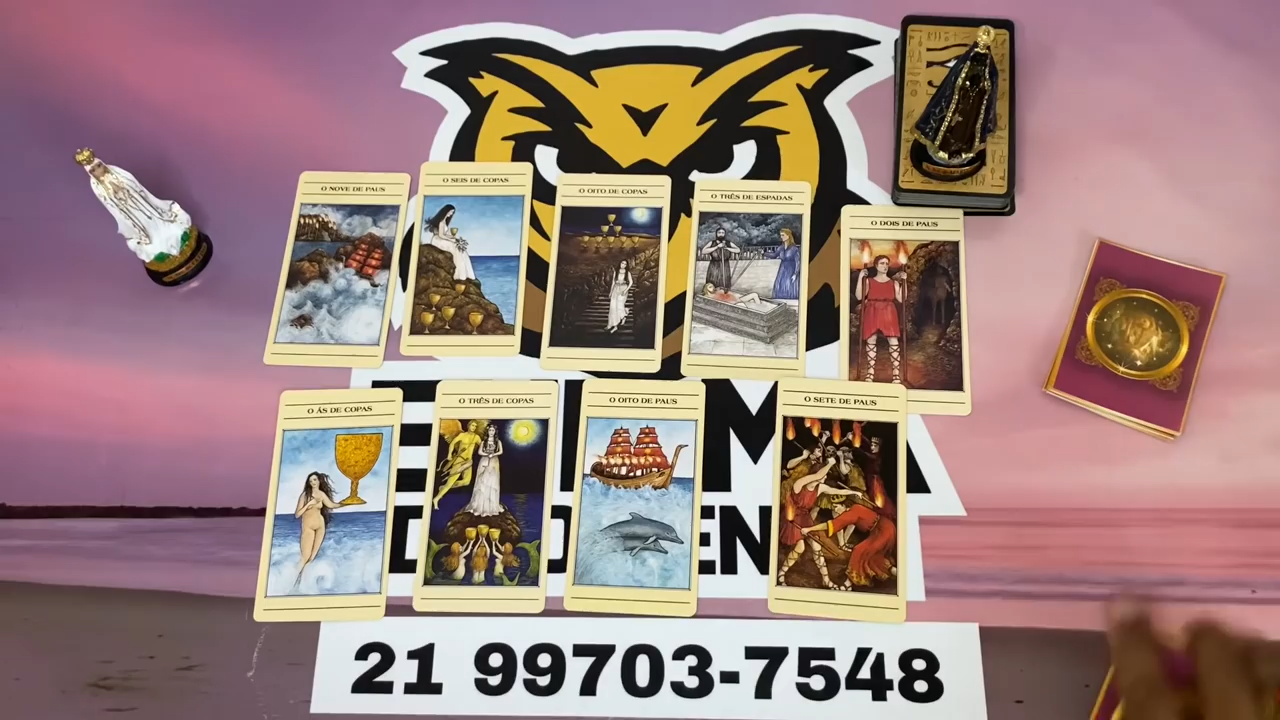 O NOVE DE PAUS
O SEIS DE COPAS
O OITO DE COPAS
O TRÊS DE ESPADAS
O DOIS DE PAUS
O ÁS DE COPAS
O TRÊS DE COPAS
O OITO DE PAUS
O SETE DE PAUS
21 99703-7548